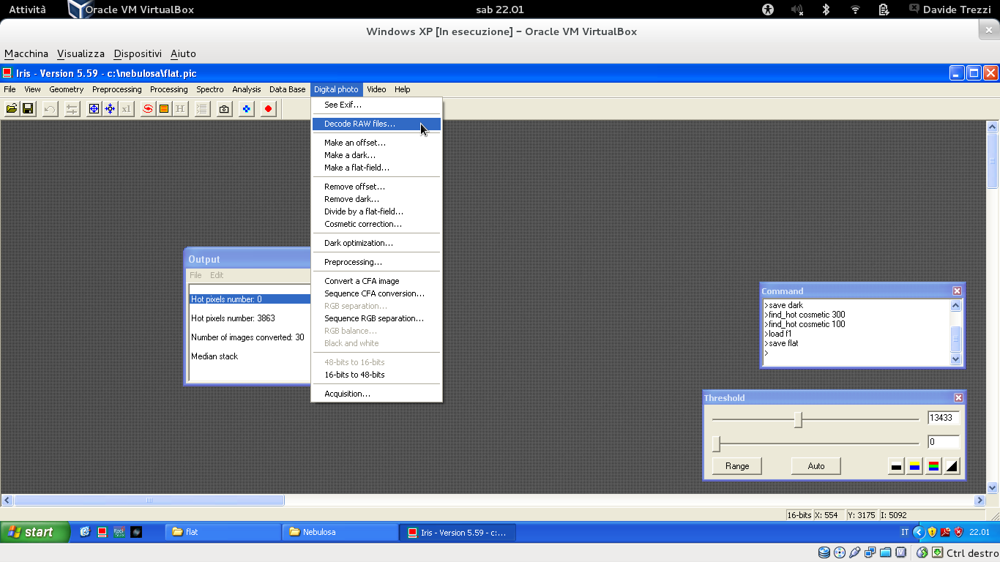 Attività Oracle VM VirtualBox sab 22.01 Davide Trezzi
Windows XP [In esecuzione] - Oracle VM VirtualBox
Macchina Visualizza Dispositivi Aiuto
Iris - Version 5.59 - c:\nebulosa\flat.pic
File View Geometry Preprocessing Processing Spectro Analysis Data Base Digital photo Video Help
x1 H
See Exif...
Decode RAW files...
Make an offset...
Make a dark...
Make a flat-field...
Remove offset...
Remove dark...
Divide by a flat-field...
Cosmetic correction...
Dark optimization...
Preprocessing...
Convert a CFA image
Sequence CFA conversion...
RGB separation...
Sequence RGB separation...
RGB balance...
Black and white
48-bits to 16-bits
16-bits to 48-bits
Acquisition...
Output
File Edit
Hot pixels number: 0
Hot pixels number: 3863
Number of images converted: 30
Median stack
Command
>save dark
>find_hot cosmetic 300
>find_hot cosmetic 100
>load f1
>save flat
>
Threshold
13433
0
Range Auto
16-bits X: 554 Y: 3175 I: 5092
start flat Nebulosa Iris - Version 5.59 - c:... IT 22.01
Ctrl destro